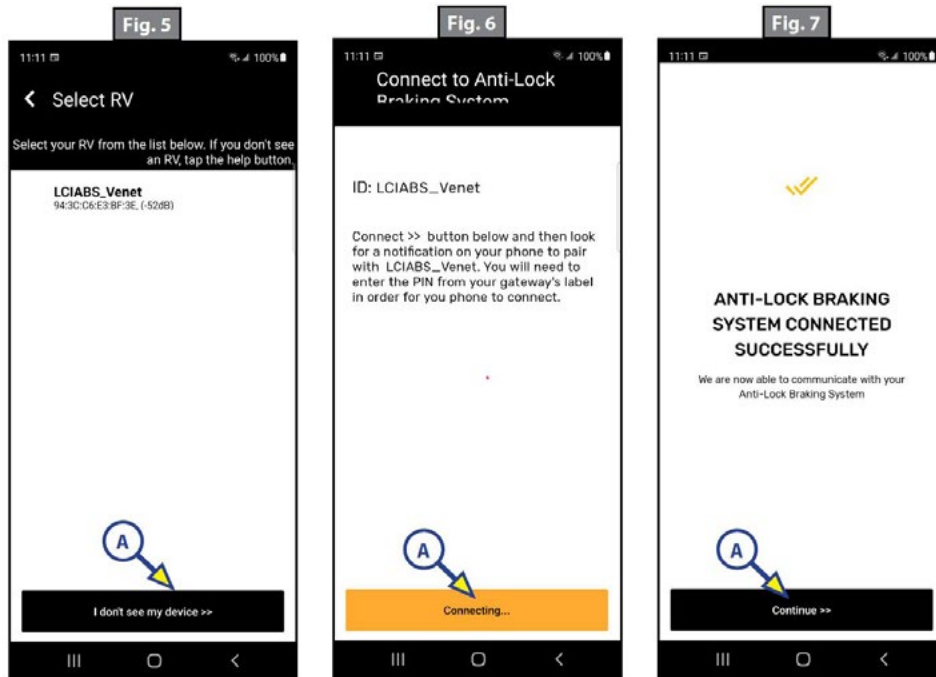 Fig. 5
11:11 100%
Select RV
Select your RV from the list below. If you don't see
an RV, tap the help button.
LCIABS_Venet
94:3C:C6:E3:BF:3E, (-52dB)
A
I don't see my device >>
Fig. 6
11:11 100%
Connect to Anti-Lock
Braking System
ID: LCIABS_Venet
Connect >> button below and then look
for a notification on your phone to pair
with LCIABS_Venet. You will need to
enter the PIN from your gateway's label
in order for you phone to connect.
A
Connecting...
Fig. 7
11:11 100%
ANTI-LOCK BRAKING
SYSTEM CONNECTED
SUCCESSFULLY
We are now able to communicate with your
Anti-Lock Braking System
A
Continue >>